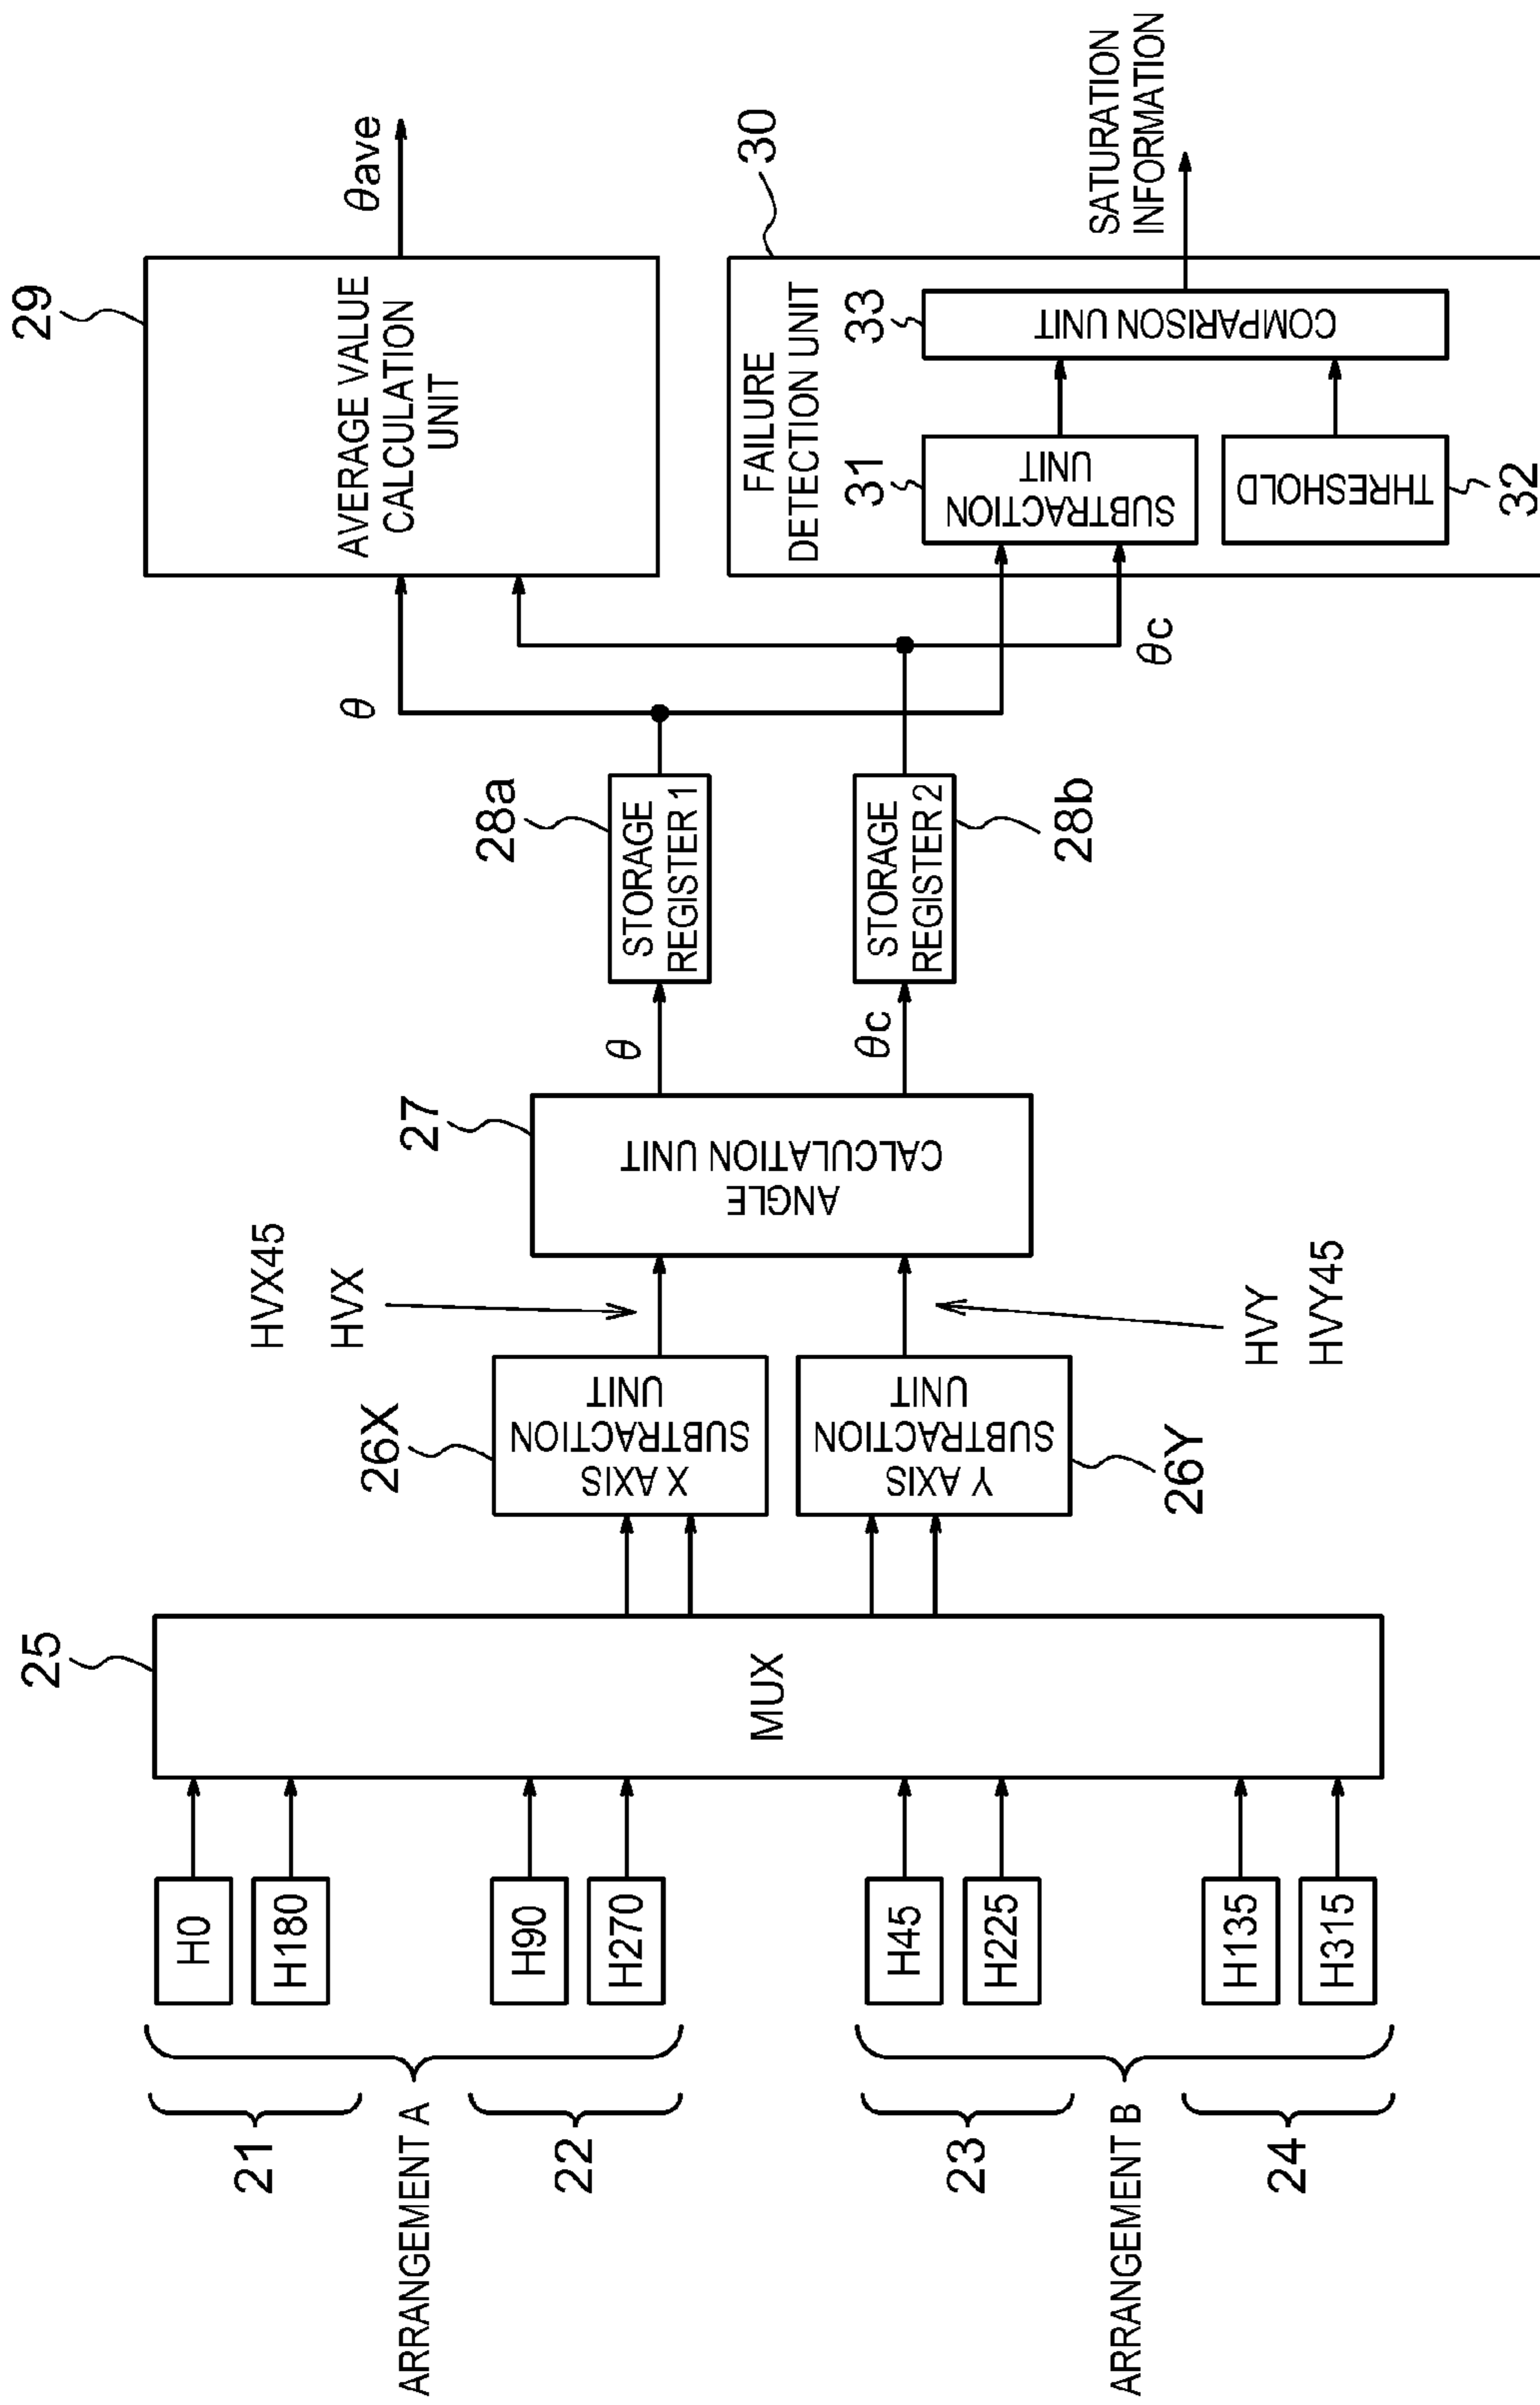 ARRANGEMENT A
21
22
H0
H180
H90
H270
ARRANGEMENT B
23
24
H45
H225
H135
H315
25
MUX
26X
X AXIS
SUBTRACTION
UNIT
26Y
Y AXIS
SUBTRACTION
UNIT
HVX45
HVX
HVY
HVY45
27
ANGLE
CALCULATION UNIT
θ
θc
28a
STORAGE
REGISTER 1
STORAGE
REGISTER 2
28b
θ
θc
29
AVERAGE VALUE
CALCULATION
UNIT
θave
30
FAILURE
DETECTION UNIT
31
SUBTRACTION
UNIT
THRESHOLD
32
33
COMPARISON UNIT
SATURATION
INFORMATION